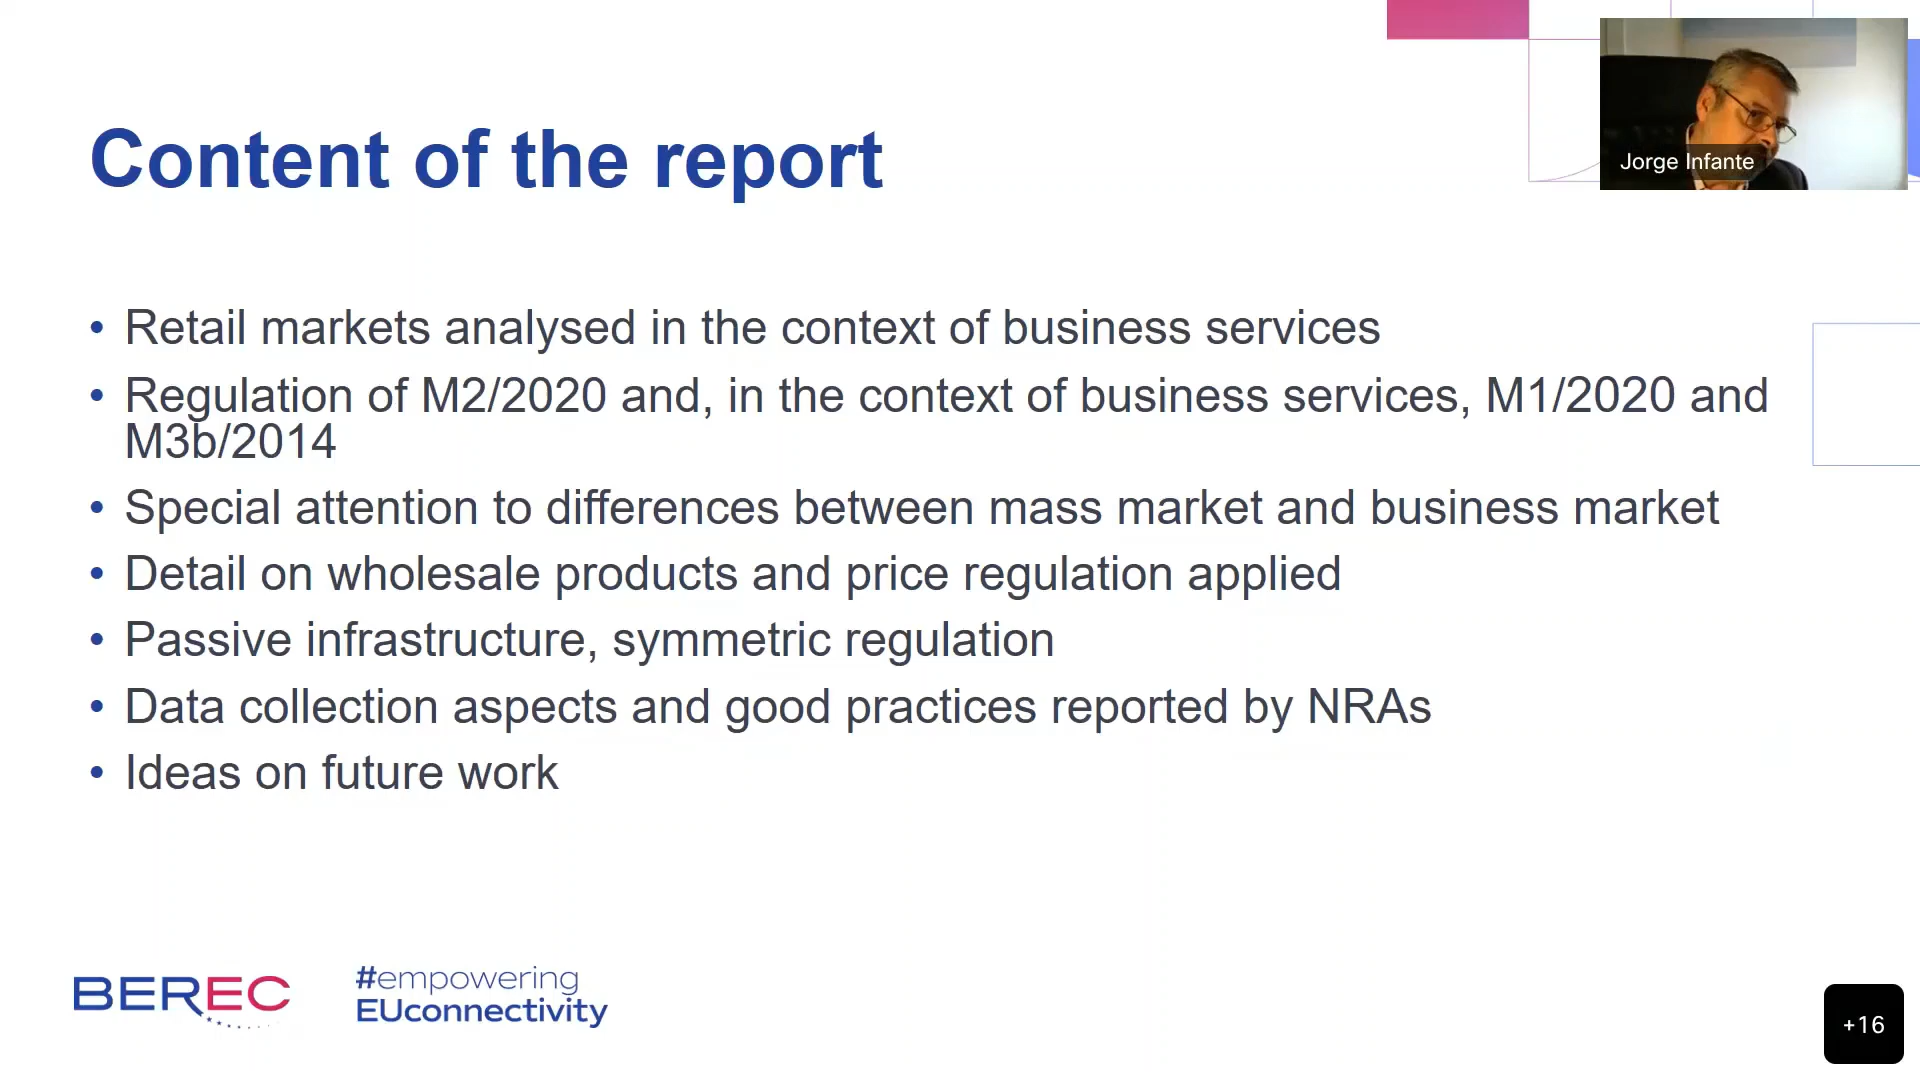 Content of the report
Jorge Infante
• Retail markets analysed in the context of business services
• Regulation of M2/2020 and, in the context of business services, M1/2020 and
M3b/2014
• Special attention to differences between mass market and business market
• Detail on wholesale products and price regulation applied
• Passive infrastructure, symmetric regulation
• Data collection aspects and good practices reported by NRAs
• Ideas on future work
BEREC
#empowering
EUconnectivity
+16